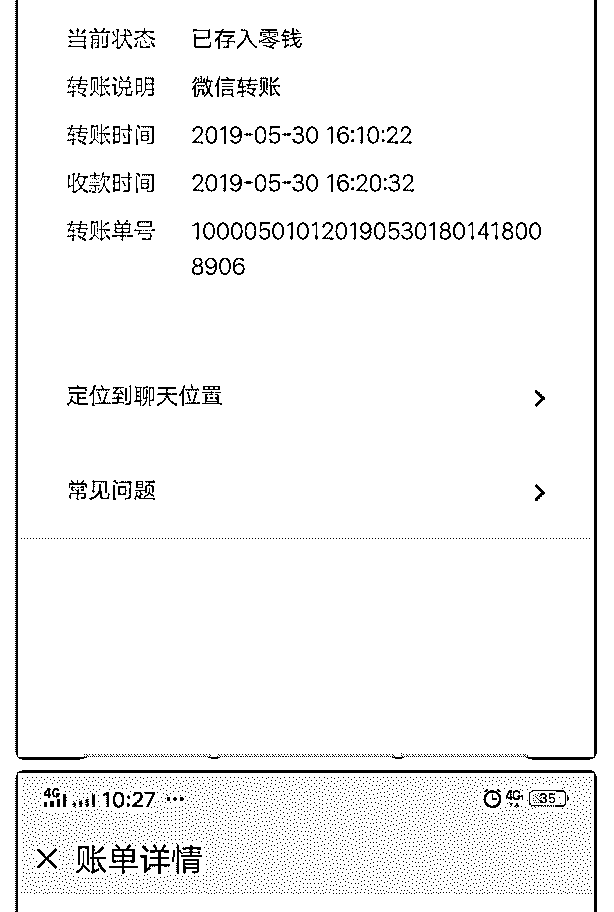 当前状态 已存入零钱
转账说明 微信转账
转账时间 2019-05-30 16:10:22
收款时间 2019-05-30 16:20:32
转账单号 100005010120190530180141800
8906
定位到聊天位置
常见问题
4G 10:27 ··· 4G 35
账单详情